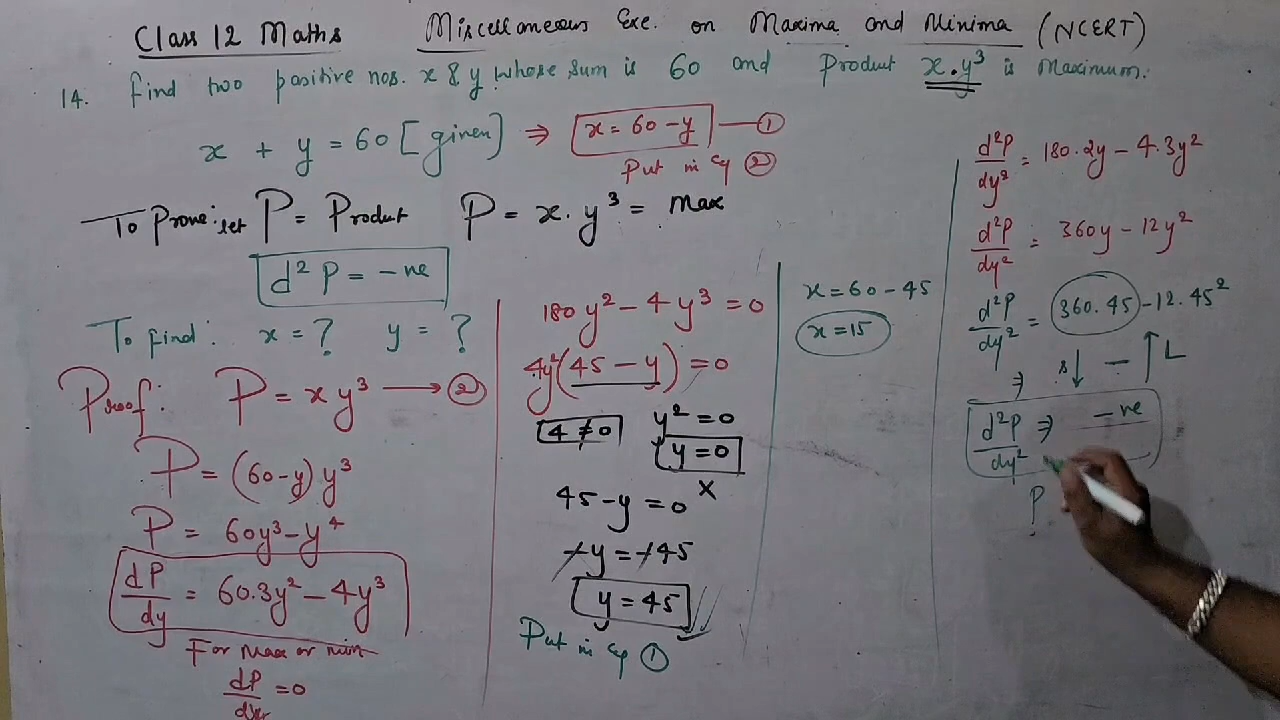 Class 12 Maths Miscellaneous Exe. on Maxima and Minima (NCERT)
14. Find two positive nos. x & y whose sum is 60 and Product x.y³ is Maximum.
x + y = 60 [given] ⇒ x = 60 - y — ①
Put in Eq ②
To Prove: let P = Product P = x. y³ = Max
d² P = -ve
To find: x = ? y = ?
Proof: P = xy³ → ②
P = (60-y) y³
P = 60y³ - y⁴
dP/dy = 60.3y² - 4y³
For Max or min
dP/dx = 0
180y² - 4y³ = 0
4y²(45 - y) = 0
4 ≠ 0 y² = 0
y = 0
45 - y = 0 x
-y = -45
y = 45
Put in Eq ①
x = 60 - 45
x = 15
d²P/dy² = 180.2y - 4.3y²
d²P/dy² = 360y - 12y²
d²P/dy² = 360.45 - 12.45²
⇒ s↓ - ↑L
d²P/dy² ⇒ -ve
P